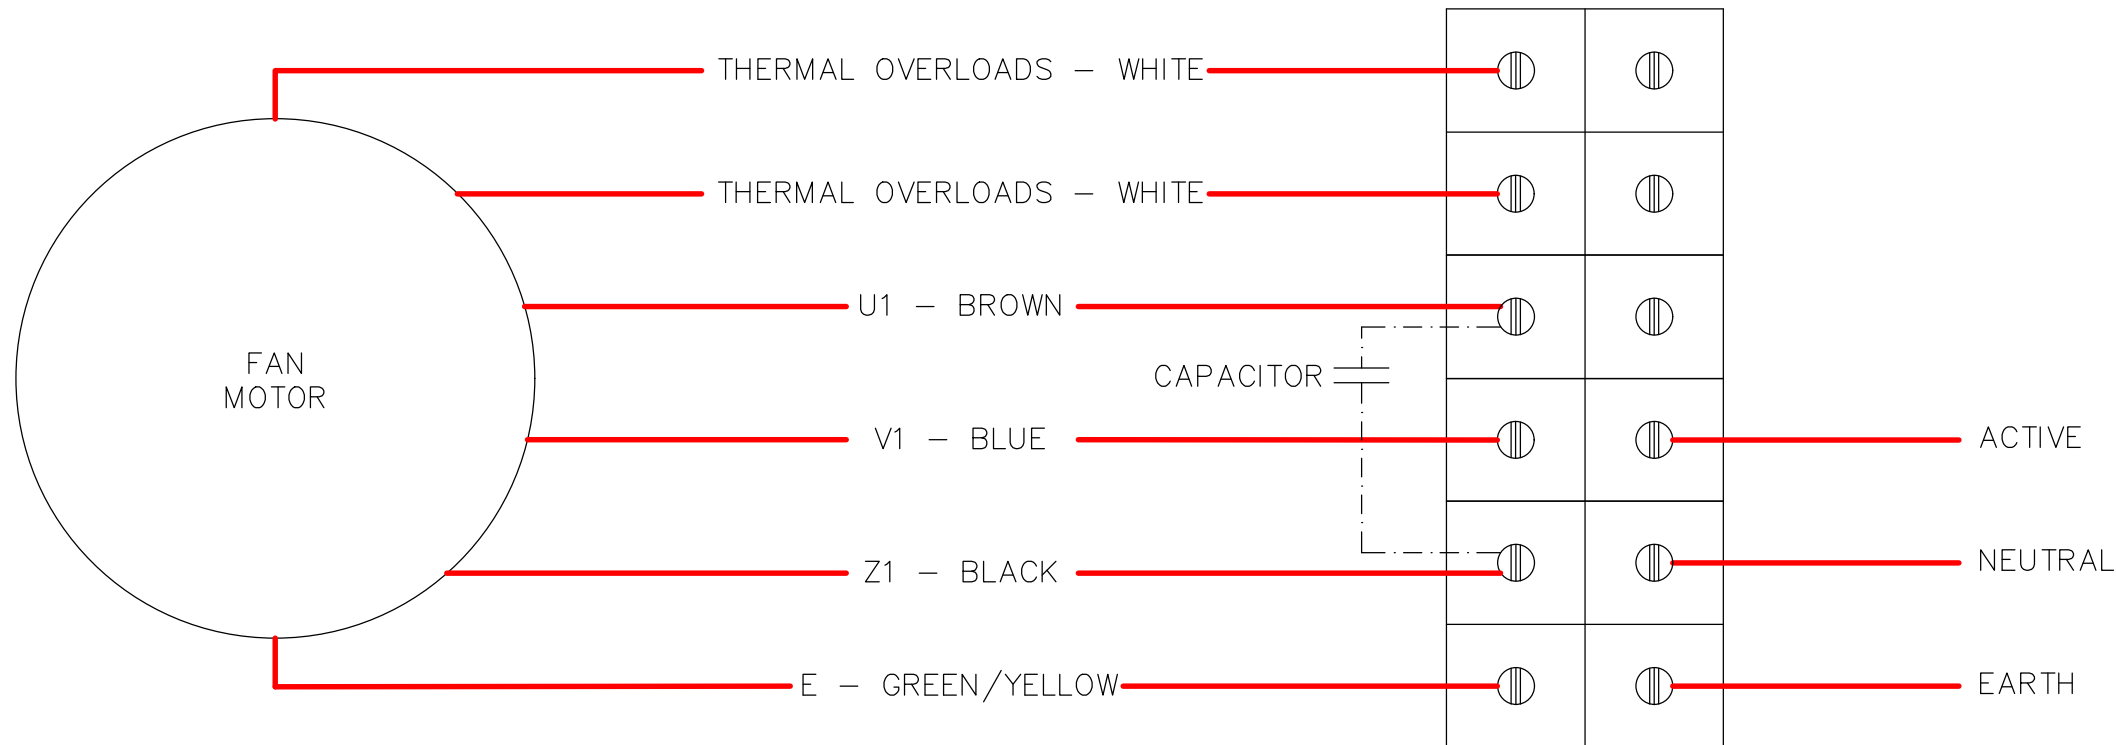 THERMAL OVERLOADS - WHITE
THERMAL OVERLOADS - WHITE
U1 - BROWN
FAN
MOTOR
CAPACITOR
V1 - BLUE
ACTIVE
Z1 - BLACK
NEUTRAL
E - GREEN/YELLOW
EARTH